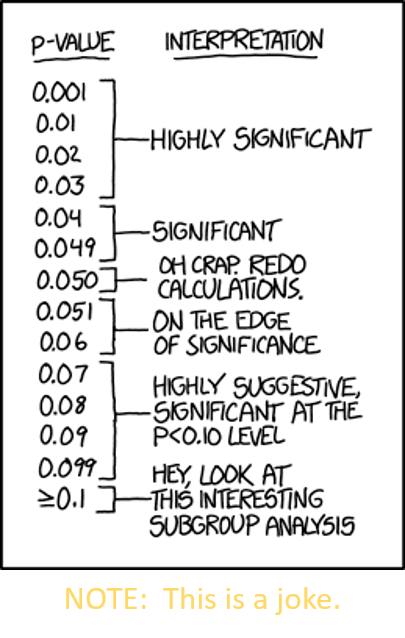 P-VALUE INTERPRETATION
0.001
0.01
0.02
0.03
HIGHLY SIGNIFICANT
0.04
0.049
SIGNIFICANT
0.050
OH CRAP. REDO
CALCULATIONS.
0.051
0.06
ON THE EDGE
OF SIGNIFICANCE
0.07
0.08
0.09
0.099
HIGHLY SUGGESTIVE,
SIGNIFICANT AT THE
P<0.10 LEVEL
≥0.1
HEY, LOOK AT
THIS INTERESTING
SUBGROUP ANALYSIS
NOTE: This is a joke.